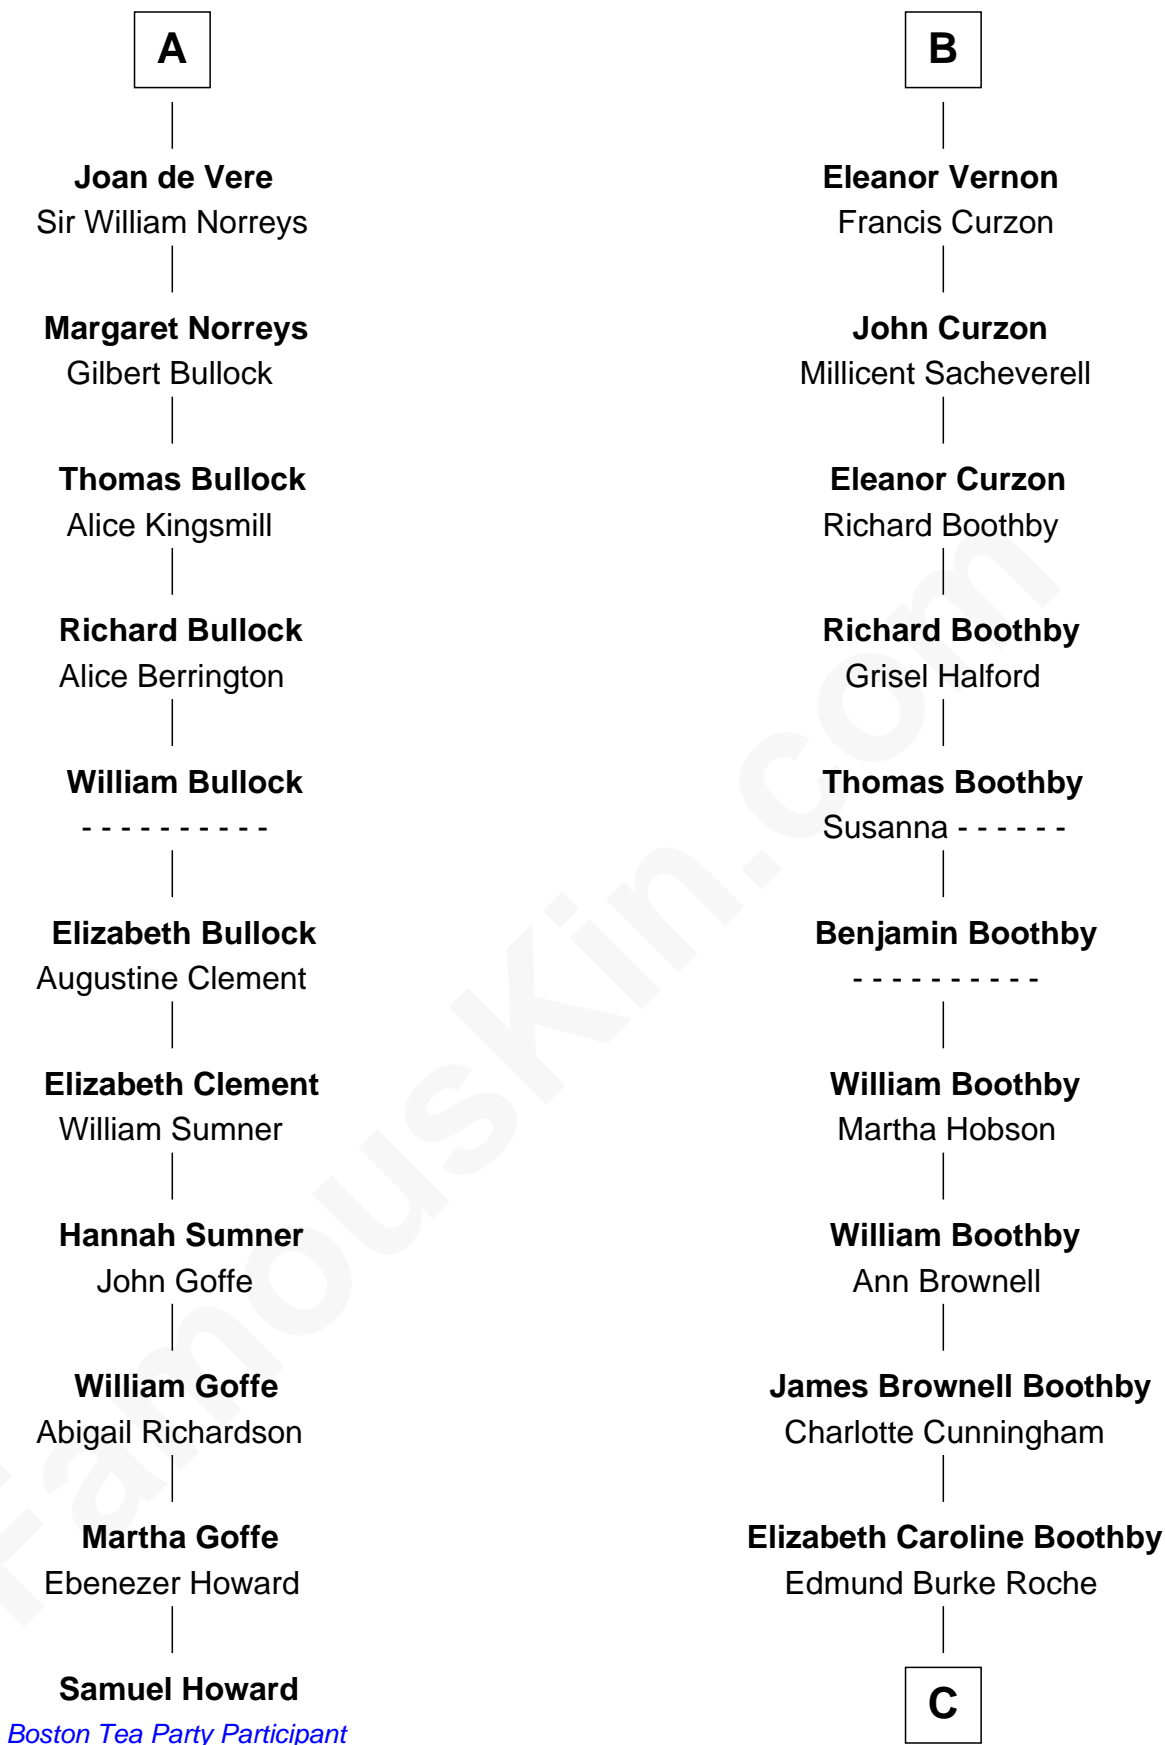 A
Joan de Vere
Sir William Norreys
Margaret Norreys
Gilbert Bullock
Thomas Bullock
Alice Kingsmill
Richard Bullock
Alice Berrington
William Bullock
- - - - - - - - - -
Elizabeth Bullock
Augustine Clement
Elizabeth Clement
William Sumner
Hannah Sumner
John Goffe
William Goffe
Abigail Richardson
Martha Goffe
Ebenezer Howard
Samuel Howard
Boston Tea Party Participant
B
Eleanor Vernon
Francis Curzon
John Curzon
Millicent Sacheverell
Eleanor Curzon
Richard Boothby
Richard Boothby
Grisel Halford
Thomas Boothby
Susanna - - - - - -
Benjamin Boothby
- - - - - - - - - -
William Boothby
Martha Hobson
William Boothby
Ann Brownell
James Brownell Boothby
Charlotte Cunningham
Elizabeth Caroline Boothby
Edmund Burke Roche
C
FamousKin.com